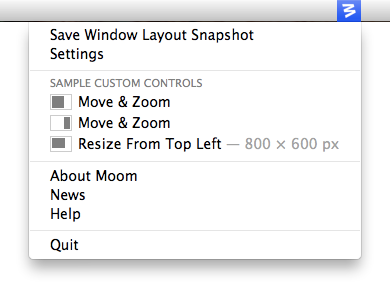 Save Window Layout Snapshot
Settings
SAMPLE CUSTOM CONTROLS
Move & Zoom
Move & Zoom
Resize From Top Left — 800 × 600 px
About Moom
News
Help
Quit